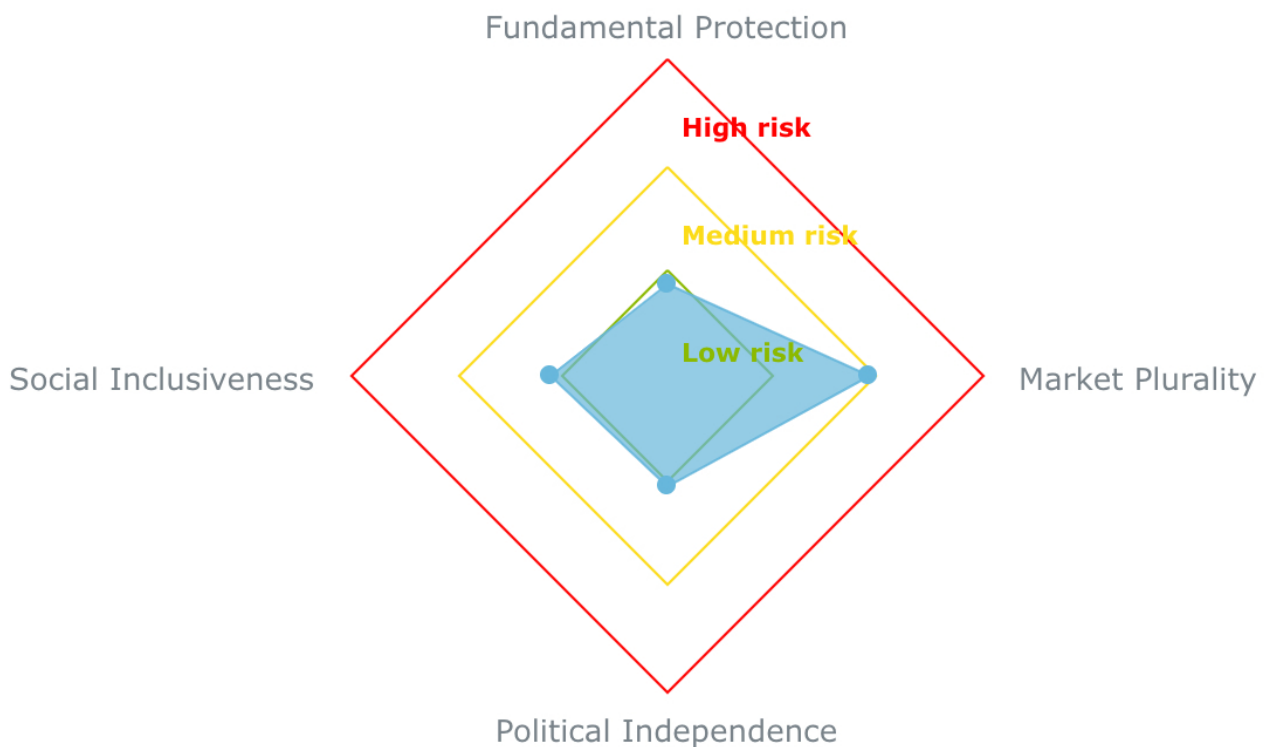 Fundamental Protection
High risk
Medium risk
Low risk
Social Inclusiveness
Market Plurality
Political Independence